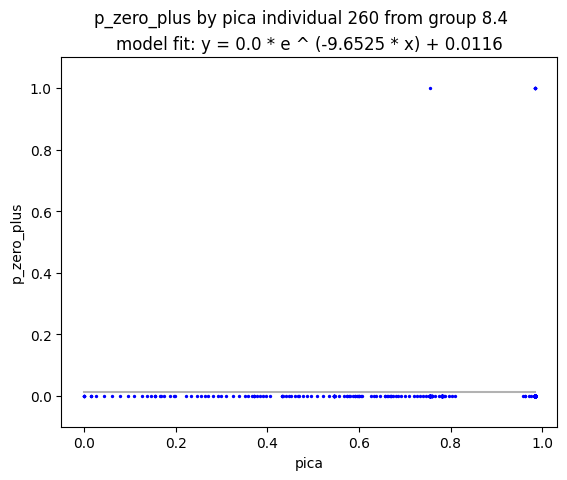 p_zero_plus by pica individual 260 from group 8.4
model fit: y = 0.0 * e ^ (-9.6525 * x) + 0.0116
1.0
0.8
0.6
0.4
0.2
0.0
p_zero_plus
0.0 0.2 0.4 0.6 0.8 1.0
pica